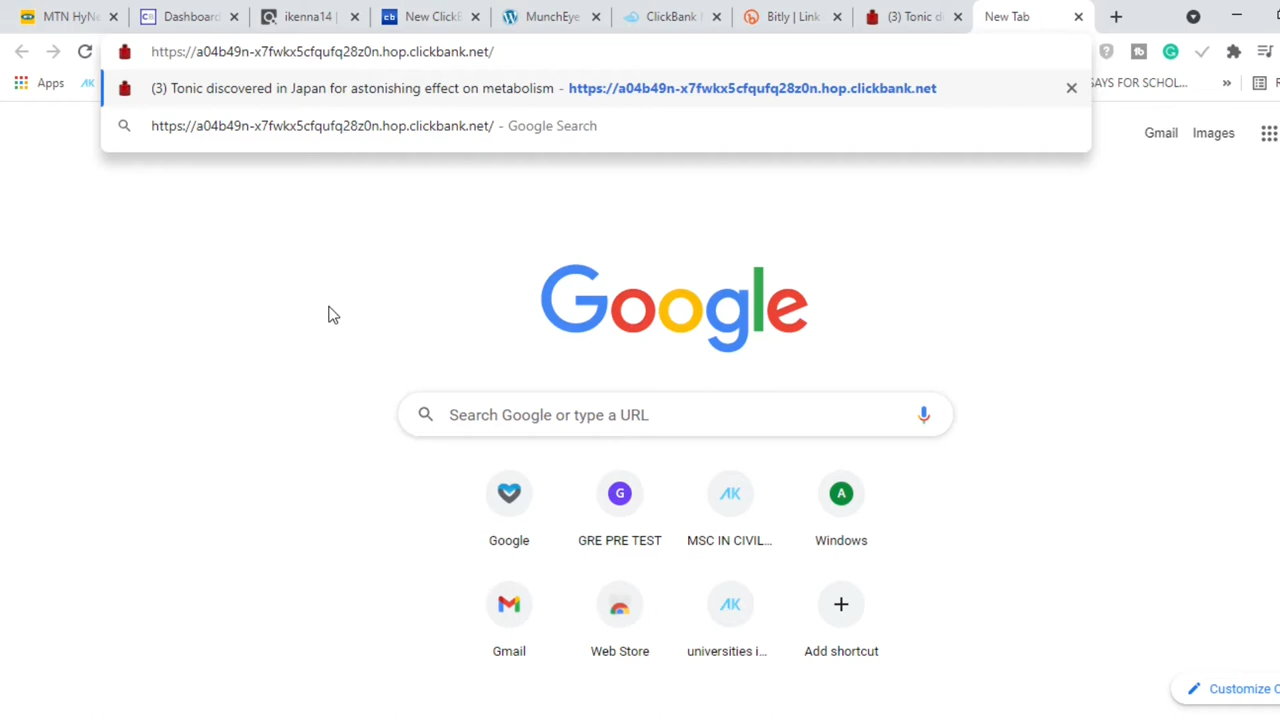 MTN HyNe
Dashboard
ikenna14 |
New ClickB
MunchEye
ClickBank
Bitly | Link
(3) Tonic d
New Tab
https://a04b49n-x7fwkx5cfqufq28z0n.hop.clickbank.net/
Apps
(3) Tonic discovered in Japan for astonishing effect on metabolism - https://a04b49n-x7fwkx5cfqufq28z0n.hop.clickbank.net
SAYS FOR SCHOL...
https://a04b49n-x7fwkx5cfqufq28z0n.hop.clickbank.net/ - Google Search
Gmail Images
Google
Search Google or type a URL
G
AK
A
Google
GRE PRE TEST
MSC IN CIVIL...
Windows
AK
Gmail
Web Store
universities i...
Add shortcut
Customize C